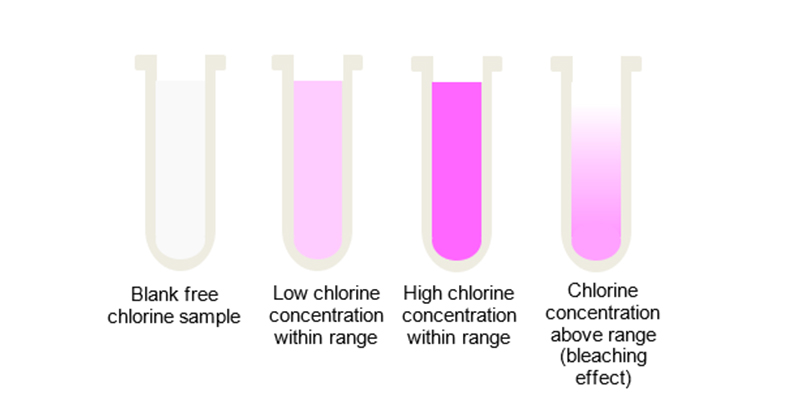 Blank free
chlorine sample
Low chlorine
concentration
within range
High chlorine
concentration
within range
Chlorine
concentration
above range
(bleaching
effect)